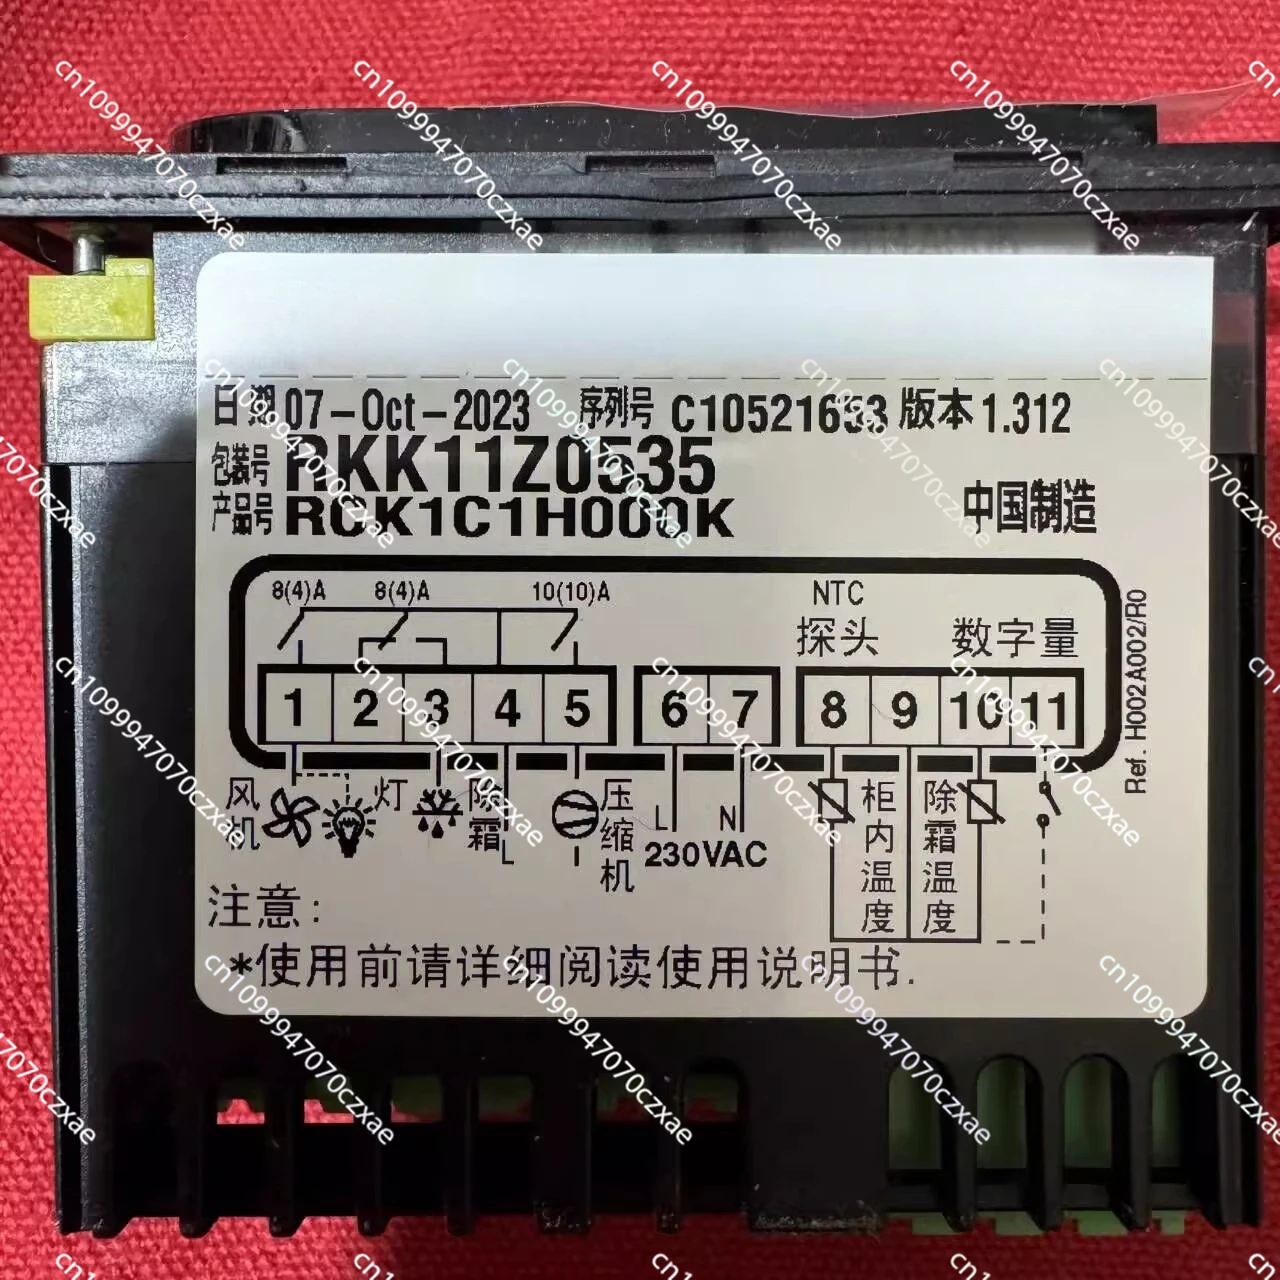 日期 07-Oct-2023 序列号 C10521653 版本 1.312
包装号 RKK11Z0535
产品号 RCK1C1H000K
中国制造
8(4)A 8(4)A 10(10)A
NTC
探头 数字量
1 2 3 4 5 6 7 8 9 10 11
风机 灯 除霜 L 压缩机 L N 柜内温度 除霜温度
230VAC
Ref. H002A002/R0
注意:
*使用前请详细阅读使用说明书.
cn1099947070czxae